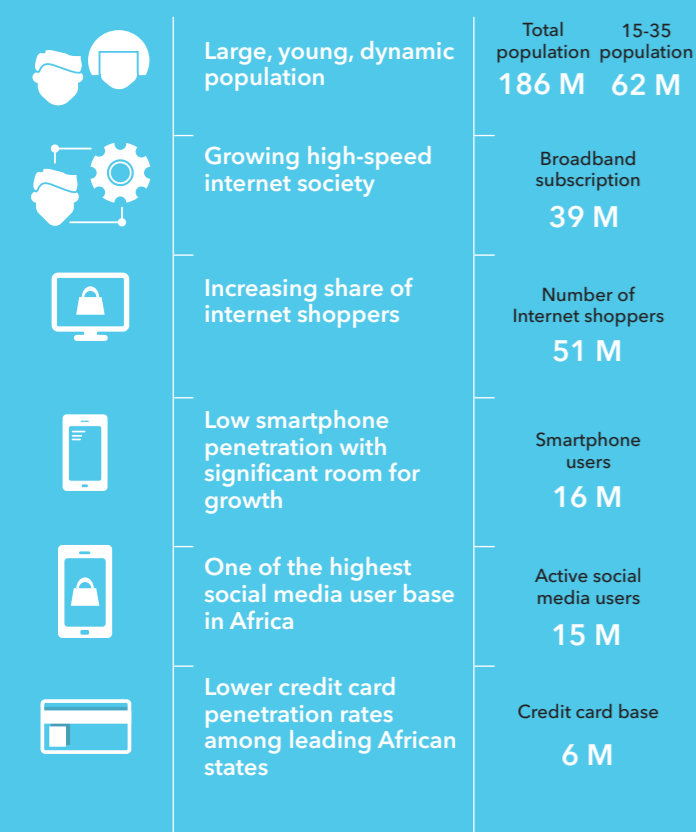 Large, young, dynamic
population
Total
population
186 M
15-35
population
62 M
Growing high-speed
internet society
Broadband
subscription
39 M
Increasing share of
internet shoppers
Number of
Internet shoppers
51 M
Low smartphone
penetration with
significant room for
growth
Smartphone
users
16 M
One of the highest
social media user base
in Africa
Active social
media users
15 M
Lower credit card
penetration rates
among leading African
states
Credit card base
6 M